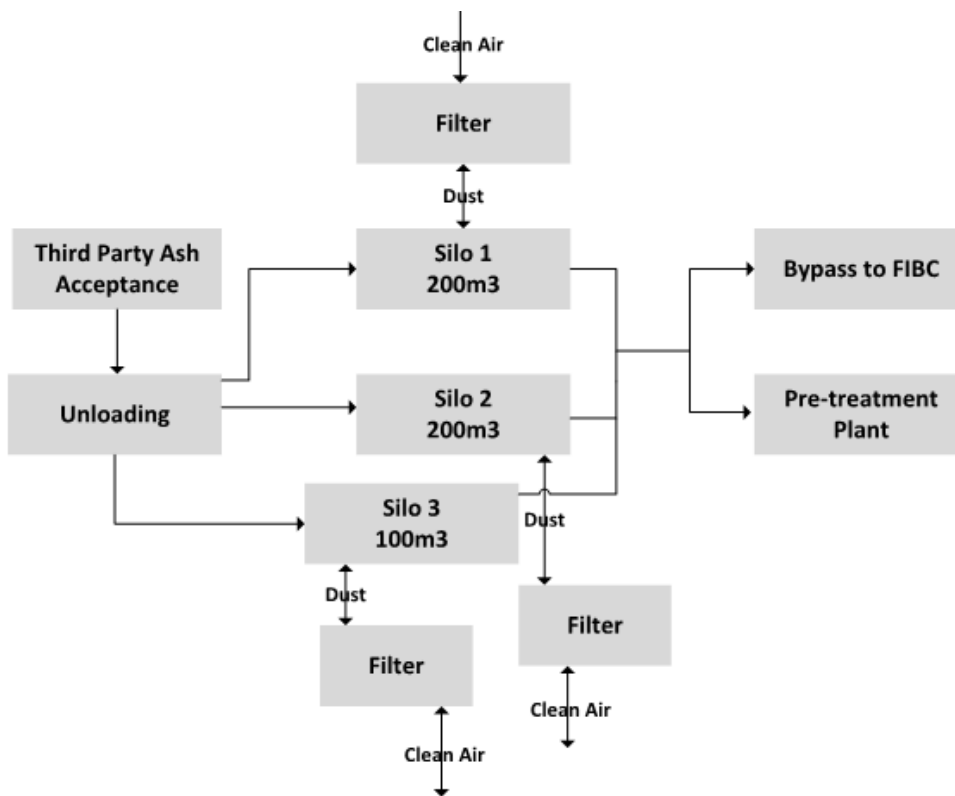 Clean Air
Filter
Dust
Third Party Ash
Acceptance
Silo 1
200m3
Bypass to FIBC
Unloading
Silo 2
200m3
Pre-treatment
Plant
Silo 3
100m3
Dust
Dust
Filter
Filter
Clean Air
Clean Air